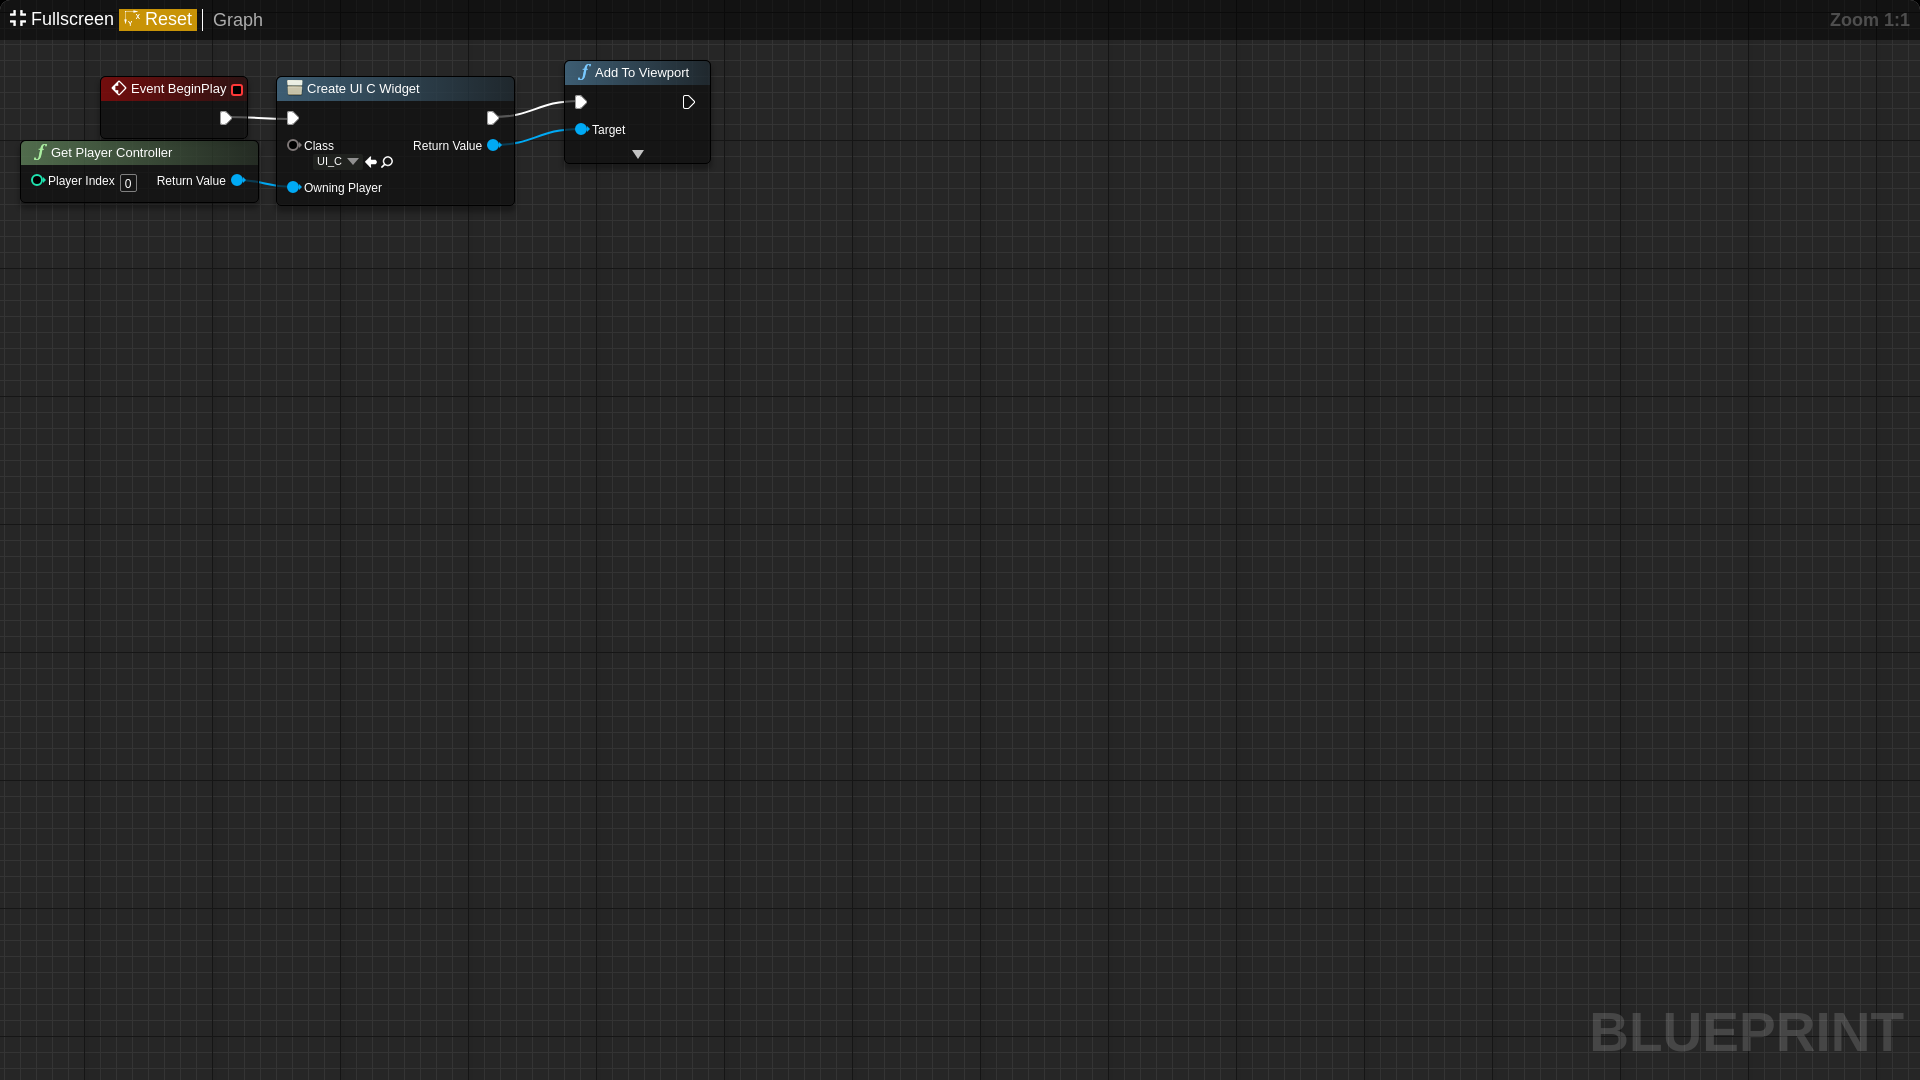 Fullscreen Reset Graph Zoom 1:1
Event BeginPlay
Get Player Controller
Player Index 0 Return Value
Create UI C Widget
Class Return Value
UI_C
Owning Player
Add To Viewport
Target
BLUEPRINT